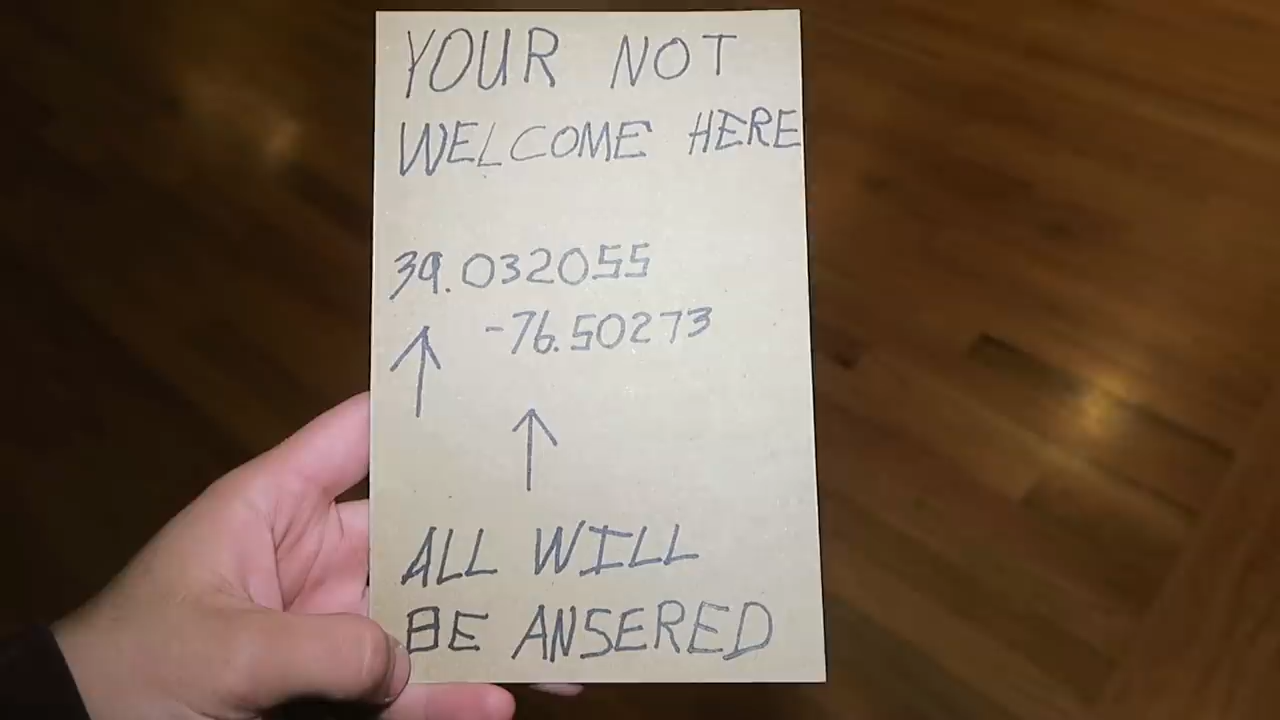 YOUR NOT
WELCOME HERE
39.032055
-76.50273
ALL WILL
BE ANSERED